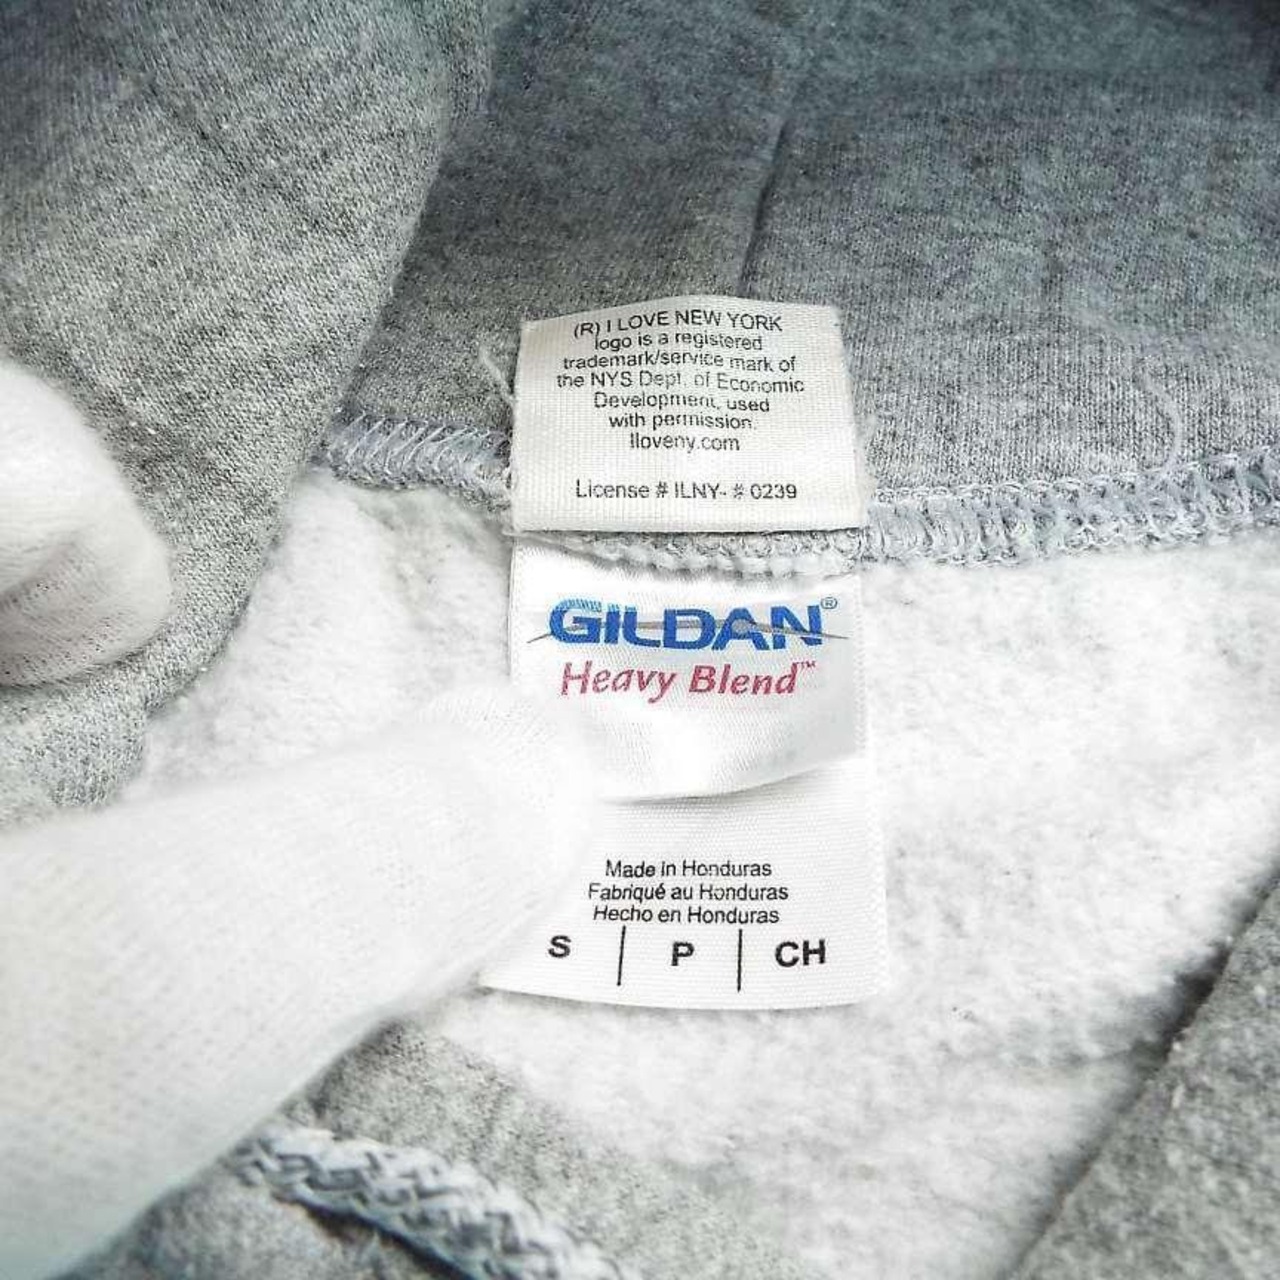 (R) I LOVE NEW YORK
logo is a registered
trademark/service mark of
the NYS Dept. of Economic
Development, used
with permission.
Iloveny.com
License # ILNY- # 0239
GILDAN®
Heavy Blend™
Made in Honduras
Fabriqué au Honduras
Hecho en Honduras
S | P | CH